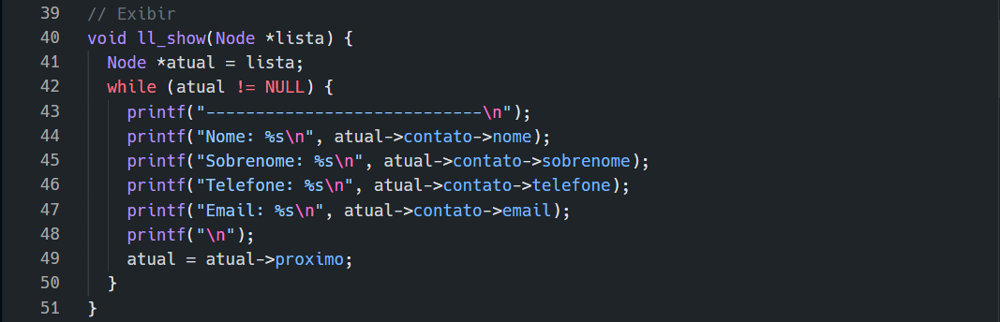 39 // Exibir
40 void ll_show(Node *lista) {
41 Node *atual = lista;
42 while (atual != NULL) {
43 printf("----------------------------\n");
44 printf("Nome: %s\n", atual->contato->nome);
45 printf("Sobrenome: %s\n", atual->contato->sobrenome);
46 printf("Telefone: %s\n", atual->contato->telefone);
47 printf("Email: %s\n", atual->contato->email);
48 printf("\n");
49 atual = atual->proximo;
50 }
51 }